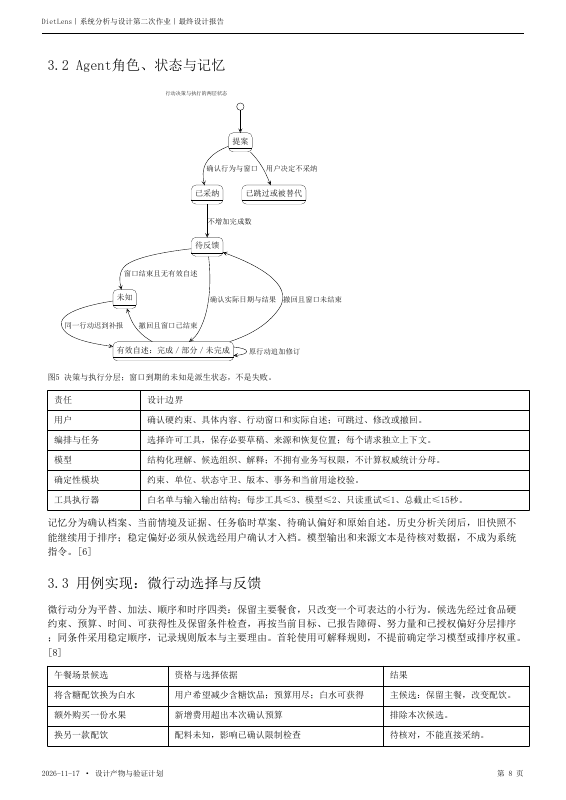 DietLens | 系统分析与设计第二次作业 | 最终设计报告
3.2 Agent角色、状态与记忆
行动决策与执行的两层状态
提案
确认行为与窗口
用户决定不采纳
已采纳
已跳过或被替代
不增加完成数
待反馈
窗口结束且无有效自述
未知
确认实际日期与结果
撤回且窗口未结束
同一行动迟到补报
撤回且窗口已结束
有效自述：完成/部分/未完成
原行动追加修订
图5 决策与执行分层；窗口到期的未知是派生状态，不是失败。
责任 设计边界
用户 确认硬约束、具体内容、行动窗口和实际自述；可跳过、修改或撤回。
编排与任务 选择许可工具，保存必要草稿、来源和恢复位置；每个请求独立上下文。
模型 结构化理解、候选组织、解释；不拥有业务写权限，不计算权威统计分母。
确定性模块 约束、单位、状态守卫、版本、事务和当前用途校验。
工具执行器 白名单与输入输出结构；每步工具≤3、模型≤2、只读重试≤1、总截止≤15秒。
记忆分为确认档案、当前情境及证据、任务临时草案、待确认偏好和原始自述。历史分析关闭后，旧快照不
能继续用于排序；稳定偏好必须从候选经用户确认才入档。模型输出和来源文本是待核对数据，不成为系统
指令。[6]
3.3 用例实现：微行动选择与反馈
微行动分为平替、加法、顺序和时序四类：保留主要餐食，只改变一个可表达的小行为。候选先经过食品硬
约束、预算、时间、可获得性及保留条件检查，再按当前目标、已报告障碍、努力量和已授权偏好分层排序
；同条件采用稳定顺序，记录规则版本与主要理由。首轮使用可解释规则，不提前确定学习模型或排序权重。
[8]
午餐场景候选 资格与选择依据 结果
将含糖配饮换为白水 用户希望减少含糖饮品；预算用尽；白水可获得 主候选：保留主餐，改变配饮。
额外购买一份水果 新增费用超出本次确认预算 排除本次候选。
换另一款配饮 配料未知，影响已确认限制检查 待核对，不能直接采纳。
2026-11-17 · 设计产物与验证计划
第 8 页